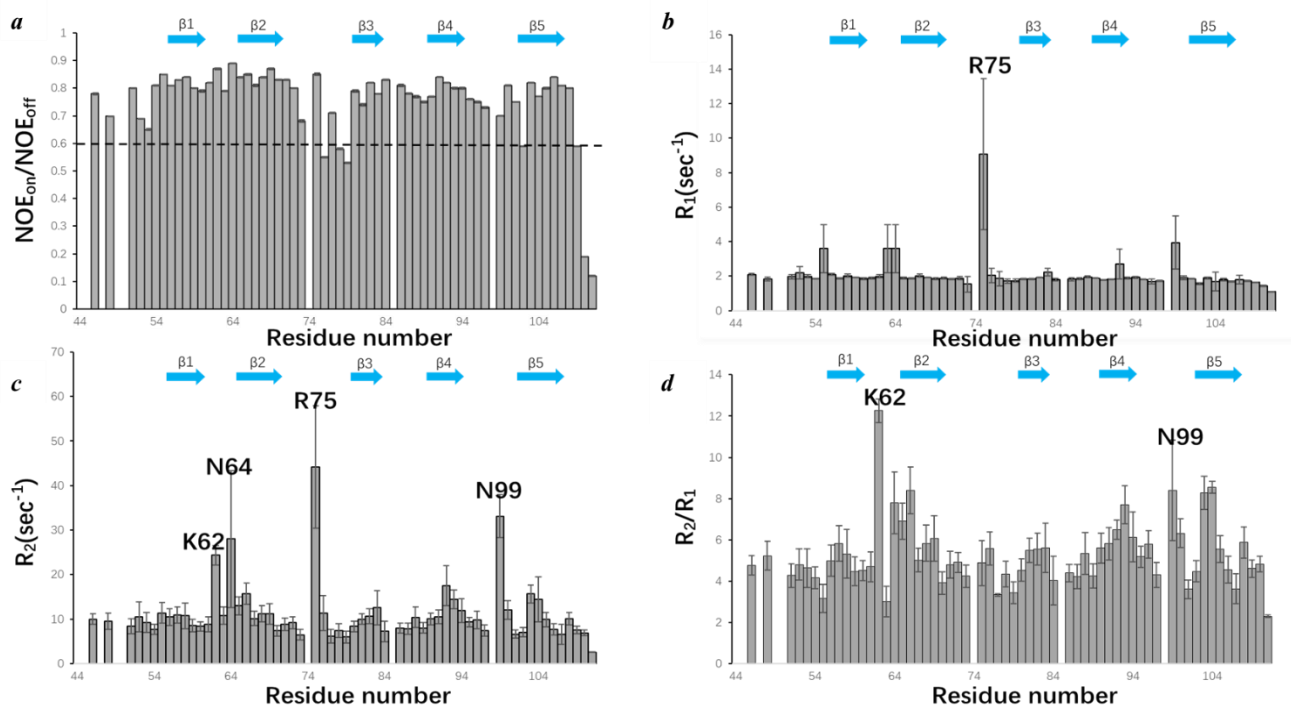 a
β1 β2 β3 β4 β5
1
0.9
0.8
0.7
0.6
0.5
0.4
0.3
0.2
0.1
0
NOEon/NOEoff
44 54 64 74 84 94 104
Residue number
b
β1 β2 β3 β4 β5
16
14
12
10
8
6
4
2
0
R1(sec-1)
R75
44 54 64 74 84 94 104
Residue number
c
β1 β2 β3 β4 β5
70
60
50
40
30
20
10
0
R2(sec-1)
R75
N64
N99
K62
44 54 64 74 84 94 104
Residue number
d
β1 β2 β3 β4 β5
14
12
10
8
6
4
2
0
R2/R1
K62
N99
44 54 64 74 84 94 104
Residue number